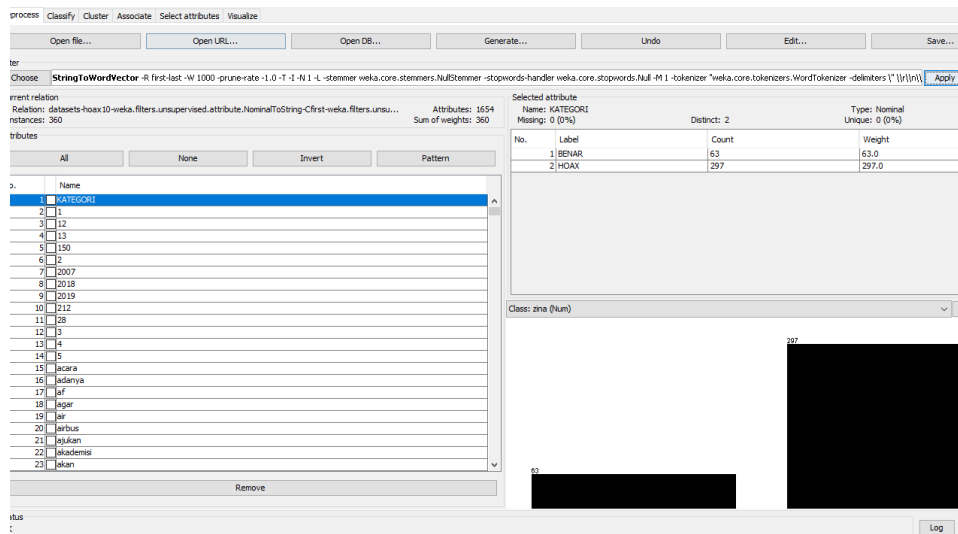 process Classify Cluster Associate Select attributes Visualize
Open file... Open URL... Open DB... Generate... Undo Edit... Save...
ter
Choose StringToWordVector -R first-last -W 1000 -prune-rate -1.0 -T -I -N 1 -L -stemmer weka.core.stemmers.NullStemmer -stopwords-handler weka.core.stopwords.Null -M 1 -tokenizer "weka.core.tokenizers.WordTokenizer -delimiters \" \\r\\n\\ Apply
rrent relation
Relation: datasets-hoax10-weka.filters.unsupervised.attribute.NominalToString-Cfirst-weka.filters.unsu... Attributes: 1654
nstances: 360 Sum of weights: 360
Selected attribute
Name: KATEGORI Type: Nominal
Missing: 0 (0%) Distinct: 2 Unique: 0 (0%)
No. Label Count Weight
1 BENAR 63 63.0
2 HOAX 297 297.0
tributes
All None Invert Pattern
o. Name
1 KATEGORI
2 1
3 12
4 13
5 150
6 2
7 2007
8 2018
9 2019
10 212
11 28
12 3
13 4
14 5
15 acara
16 adanya
17 af
18 agar
19 air
20 airbus
21 ajukan
22 akademisi
23 akan
Remove
Class: zina (Num)
297
63
atus
Log